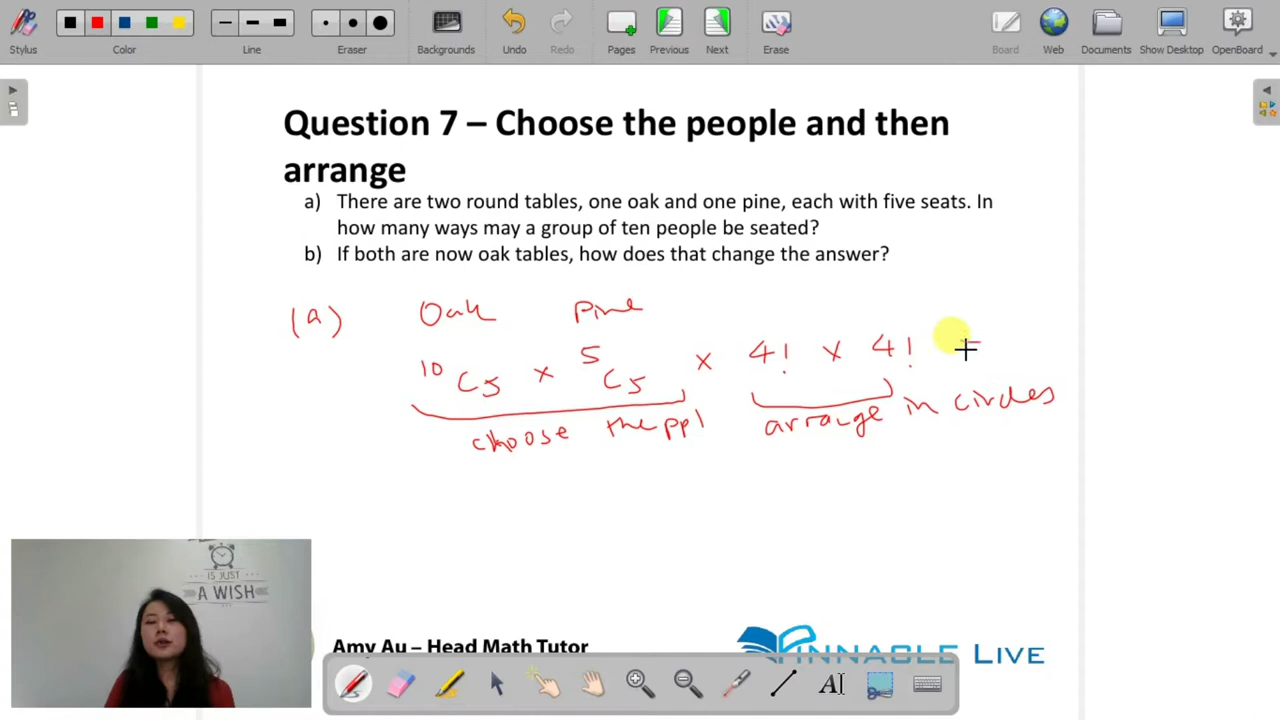 Stylus Color Line Eraser Backgrounds Undo Redo Pages Previous Next Erase Board Web Documents Show Desktop OpenBoard
Question 7 – Choose the people and then
arrange
a) There are two round tables, one oak and one pine, each with five seats. In
how many ways may a group of ten people be seated?
b) If both are now oak tables, how does that change the answer?
(a) Oak Pine
¹⁰C₅ × ⁵C₅ × 4! × 4! =
choose the ppl arrange in circles
IS JUST
A WISH
Amy Au – Head Math Tutor
PINNACLE LIVE